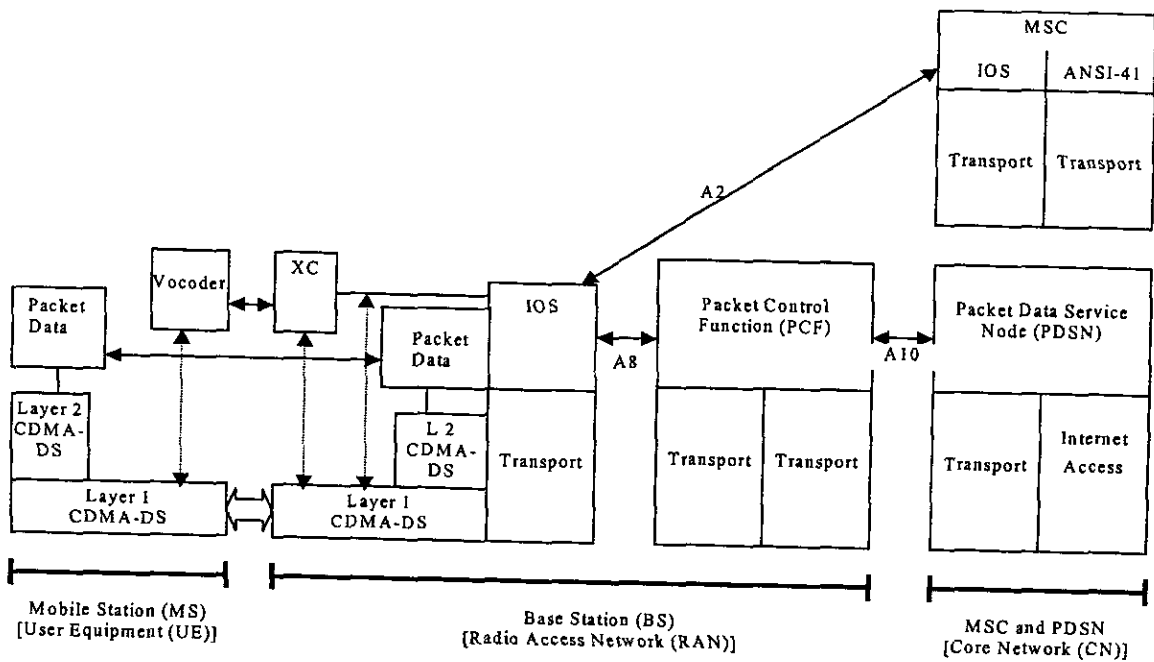 MSC
IOS
ANSI-41
Transport
Transport
A2
Vocoder
XC
Packet
Data
Packet
Data
IOS
A8
Packet Control
Function (PCF)
A10
Packet Data Service
Node (PDSN)
Layer 2
CDMA-
DS
L 2
CDMA-
DS
Transport
Transport
Transport
Transport
Internet
Access
Layer 1
CDMA-DS
Layer 1
CDMA-DS
Mobile Station (MS)
[User Equipment (UE)]
Base Station (BS)
[Radio Access Network (RAN)]
MSC and PDSN
[Core Network (CN)]